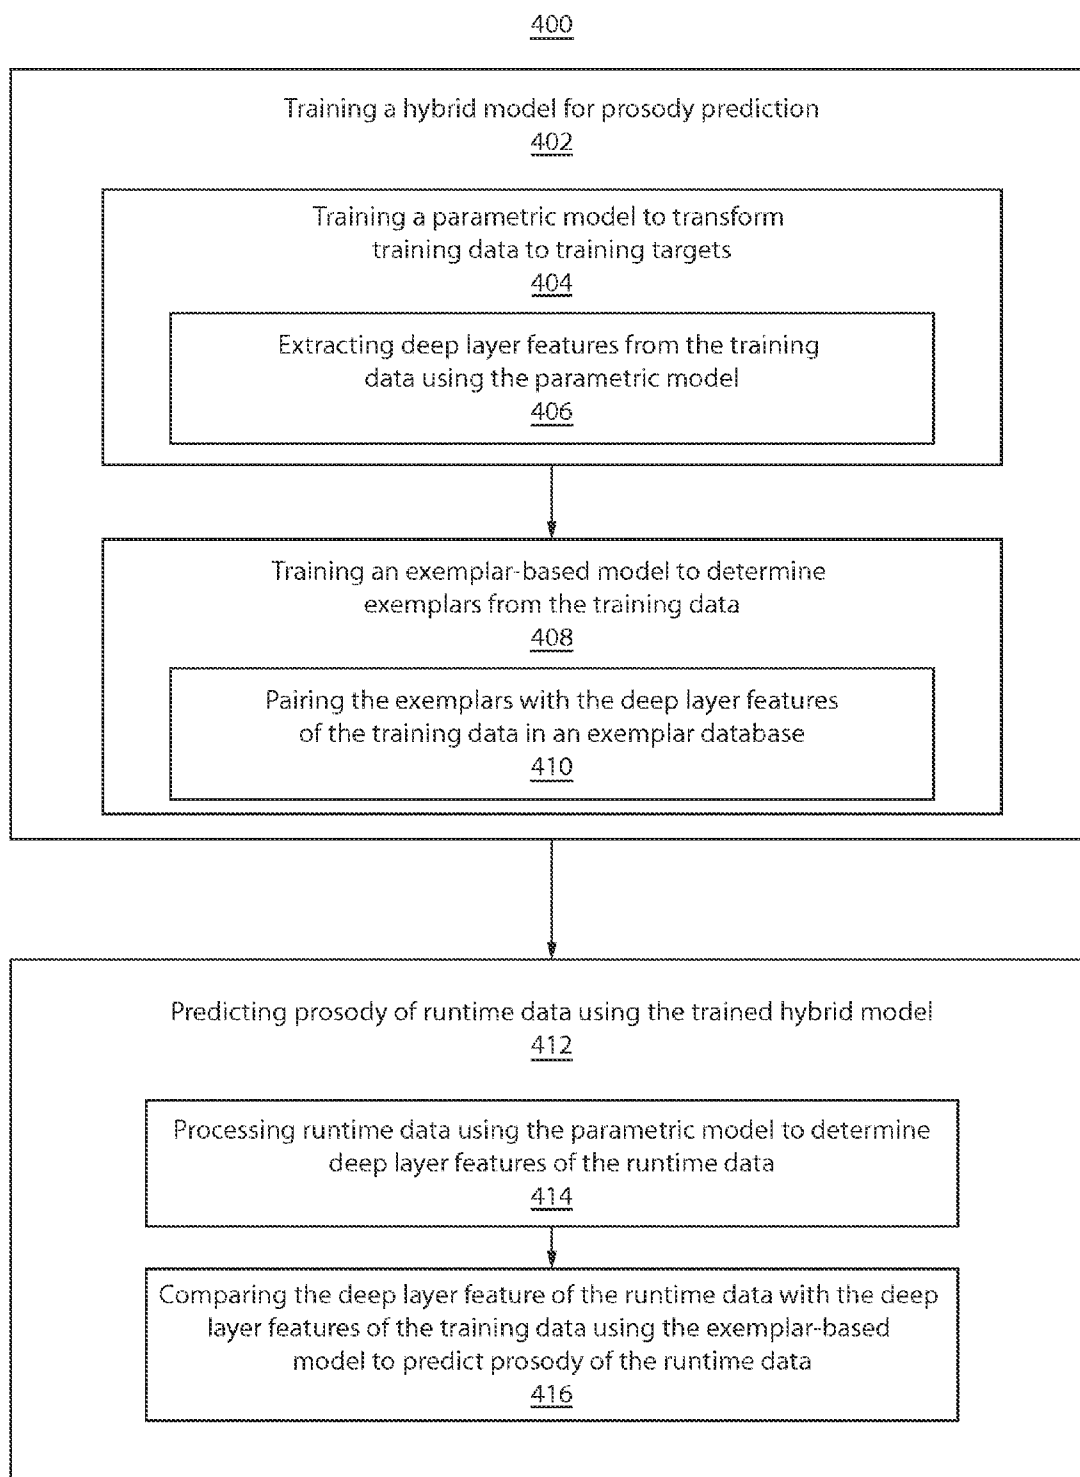 400
Training a hybrid model for prosody prediction
402
Training a parametric model to transform
training data to training targets
404
Extracting deep layer features from the training
data using the parametric model
406
Training an exemplar-based model to determine
exemplars from the training data
408
Pairing the exemplars with the deep layer features
of the training data in an exemplar database
410
Predicting prosody of runtime data using the trained hybrid model
412
Processing runtime data using the parametric model to determine
deep layer features of the runtime data
414
Comparing the deep layer feature of the runtime data with the deep
layer features of the training data using the exemplar-based
model to predict prosody of the runtime data
416